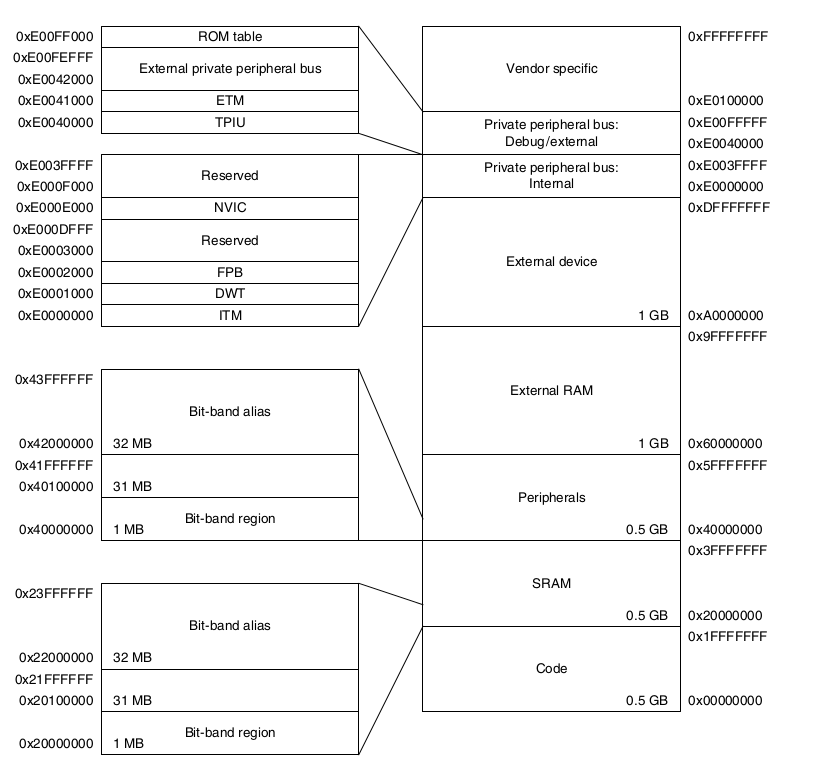 0xE00FF000 ROM table
0xE00FEFFF
External private peripheral bus
0xE0042000
0xE0041000 ETM
0xE0040000 TPIU
0xE003FFFF
Reserved
0xE000F000
0xE000E000 NVIC
0xE000DFFF
Reserved
0xE0003000
0xE0002000 FPB
0xE0001000 DWT
0xE0000000 ITM
0x43FFFFFF
Bit-band alias
0x42000000 32 MB
0x41FFFFFF
0x40100000 31 MB
Bit-band region
0x40000000 1 MB
0x23FFFFFF
Bit-band alias
0x22000000 32 MB
0x21FFFFFF
0x20100000 31 MB
Bit-band region
0x20000000 1 MB
0xFFFFFFFF
Vendor specific
0xE0100000
Private peripheral bus: 0xE00FFFFF
Debug/external 0xE0040000
Private peripheral bus: 0xE003FFFF
Internal 0xE0000000
0xDFFFFFFF
External device
1 GB 0xA0000000
0x9FFFFFFF
External RAM
1 GB 0x60000000
0x5FFFFFFF
Peripherals
0.5 GB 0x40000000
0x3FFFFFFF
SRAM
0.5 GB 0x20000000
0x1FFFFFFF
Code
0.5 GB 0x00000000